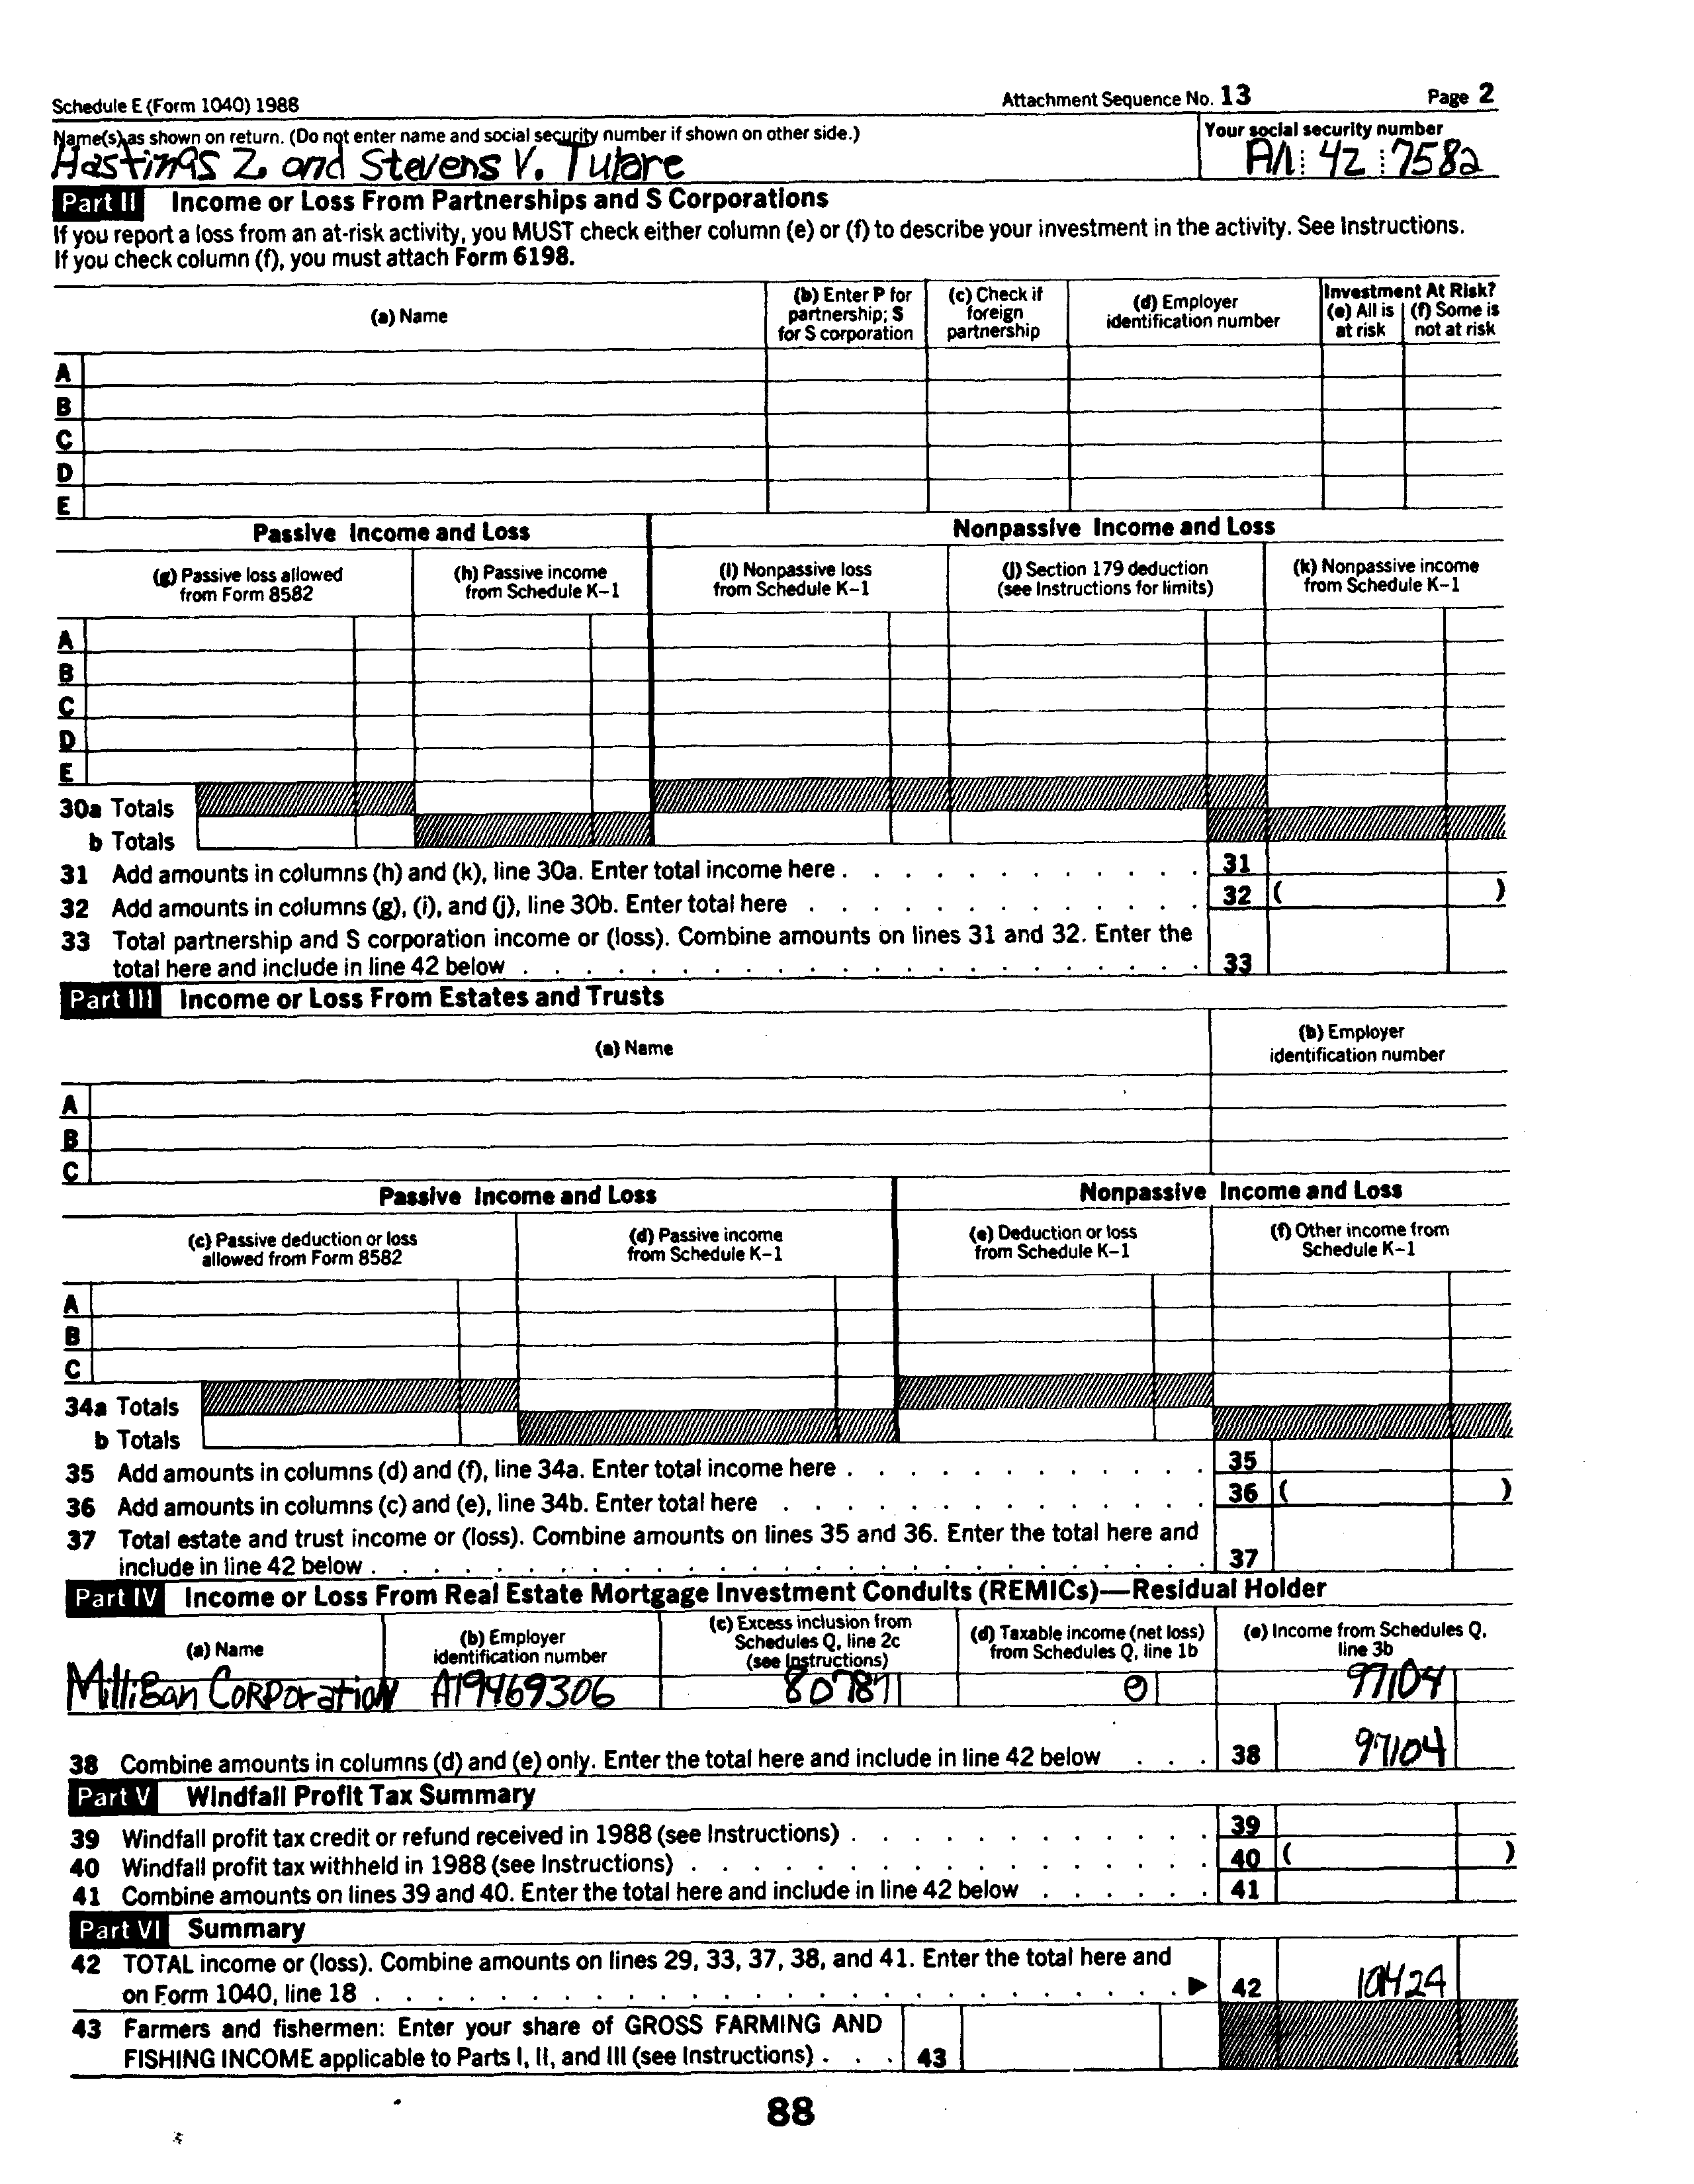 Schedule E (Form 1040) 1988 Attachment Sequence No. 13 Page 2
Name(s) as shown on return. (Do not enter name and social security number if shown on other side.) Your social security number
Hastings Z. and Stevens V. Tulare 42 7582
Part II Income or Loss From Partnerships and S Corporations
If you report a loss from an at-risk activity, you MUST check either column (e) or (f) to describe your investment in the activity. See Instructions.
If you check column (f), you must attach Form 6198.
(a) Name (b) Enter P for partnership; S for S corporation (c) Check if foreign partnership (d) Employer identification number Investment At Risk? (e) All is at risk (f) Some is not at risk
A
B
C
D
E
Passive Income and Loss Nonpassive Income and Loss
(g) Passive loss allowed from Form 8582 (h) Passive income from Schedule K–1 (i) Nonpassive loss from Schedule K–1 (j) Section 179 deduction (see Instructions for limits) (k) Nonpassive income from Schedule K–1
A
B
C
D
E
30a Totals
b Totals
31 Add amounts in columns (h) and (k), line 30a. Enter total income here . . . 31
32 Add amounts in columns (g), (i), and (j), line 30b. Enter total here . . . 32 ( )
33 Total partnership and S corporation income or (loss). Combine amounts on lines 31 and 32. Enter the
total here and include in line 42 below . . . 33
Part III Income or Loss From Estates and Trusts
(a) Name (b) Employer identification number
A
B
C
Passive Income and Loss Nonpassive Income and Loss
(c) Passive deduction or loss allowed from Form 8582 (d) Passive income from Schedule K–1 (e) Deduction or loss from Schedule K–1 (f) Other income from Schedule K–1
A
B
C
34a Totals
b Totals
35 Add amounts in columns (d) and (f), line 34a. Enter total income here . . . 35
36 Add amounts in columns (c) and (e), line 34b. Enter total here . . . 36 ( )
37 Total estate and trust income or (loss). Combine amounts on lines 35 and 36. Enter the total here and
include in line 42 below . . . 37
Part IV Income or Loss From Real Estate Mortgage Investment Conduits (REMICs)—Residual Holder
(a) Name (b) Employer identification number (c) Excess inclusion from Schedules Q, line 2c (see Instructions) (d) Taxable income (net loss) from Schedules Q, line 1b (e) Income from Schedules Q, line 3b
Milligan Corporation A19469306 80787 0 97104
38 Combine amounts in columns (d) and (e) only. Enter the total here and include in line 42 below . . . 38 97104
Part V Windfall Profit Tax Summary
39 Windfall profit tax credit or refund received in 1988 (see Instructions) . . . 39
40 Windfall profit tax withheld in 1988 (see Instructions) . . . 40 ( )
41 Combine amounts on lines 39 and 40. Enter the total here and include in line 42 below . . . 41
Part VI Summary
42 TOTAL income or (loss). Combine amounts on lines 29, 33, 37, 38, and 41. Enter the total here and
on Form 1040, line 18 . . . ▶ 42 101424
43 Farmers and fishermen: Enter your share of GROSS FARMING AND
FISHING INCOME applicable to Parts I, II, and III (see Instructions) . . . 43
88